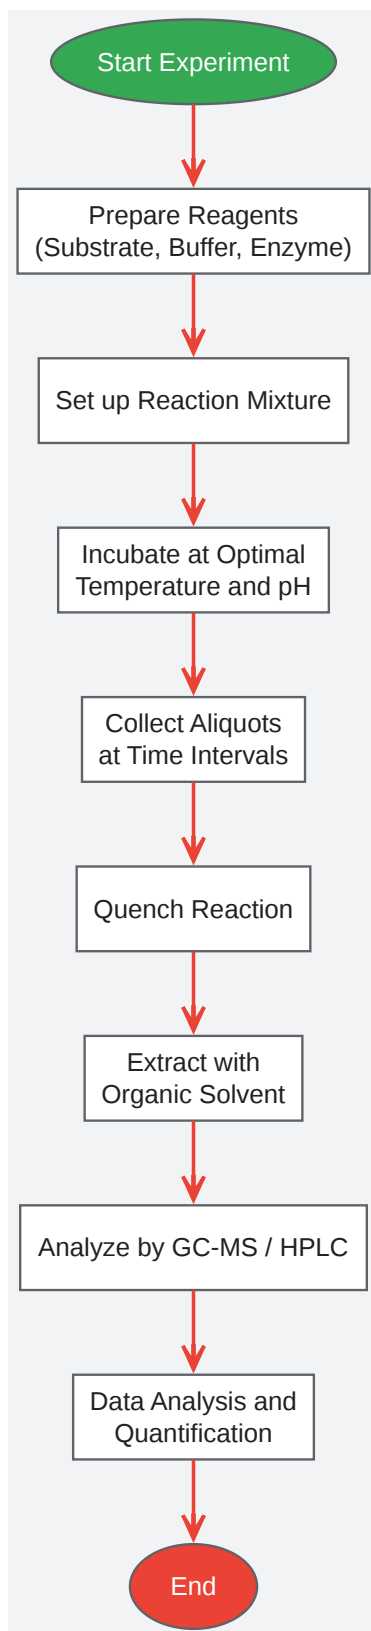 Start Experiment
Prepare Reagents
(Substrate, Buffer, Enzyme)
Set up Reaction Mixture
Incubate at Optimal
Temperature and pH
Collect Aliquots
at Time Intervals
Quench Reaction
Extract with
Organic Solvent
Analyze by GC-MS / HPLC
Data Analysis and
Quantification
End